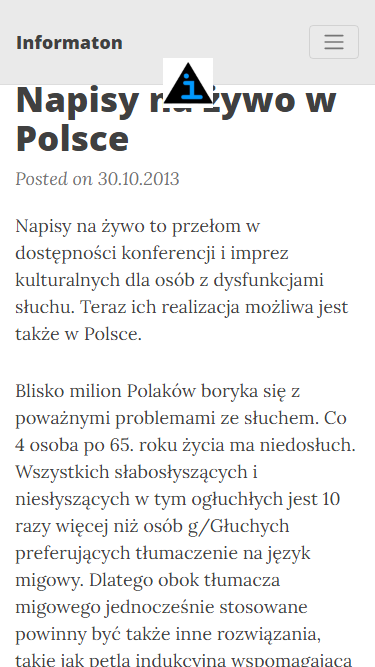 Informaton
Napisy na żywo w
Polsce
Posted on 30.10.2013
Napisy na żywo to przełom w
dostępności konferencji i imprez
kulturalnych dla osób z dysfunkcjami
słuchu. Teraz ich realizacja możliwa jest
także w Polsce.
Blisko milion Polaków boryka się z
poważnymi problemami ze słuchem. Co
4 osoba po 65. roku życia ma niedosłuch.
Wszystkich słabosłyszących i
niesłyszących w tym ogłuchłych jest 10
razy więcej niż osób g/Głuchych
preferujących tłumaczenie na język
migowy. Dlatego obok tłumacza
migowego jednocześnie stosowane
powinny być także inne rozwiązania,
takie jak pętla indukcyjna wspomagająca